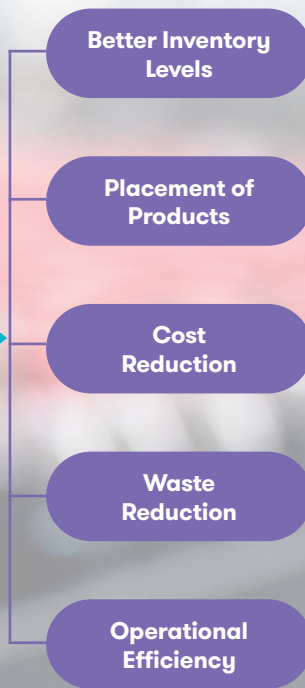 Better Inventory
Levels
Placement of
Products
Cost
Reduction
Waste
Reduction
Operational
Efficiency